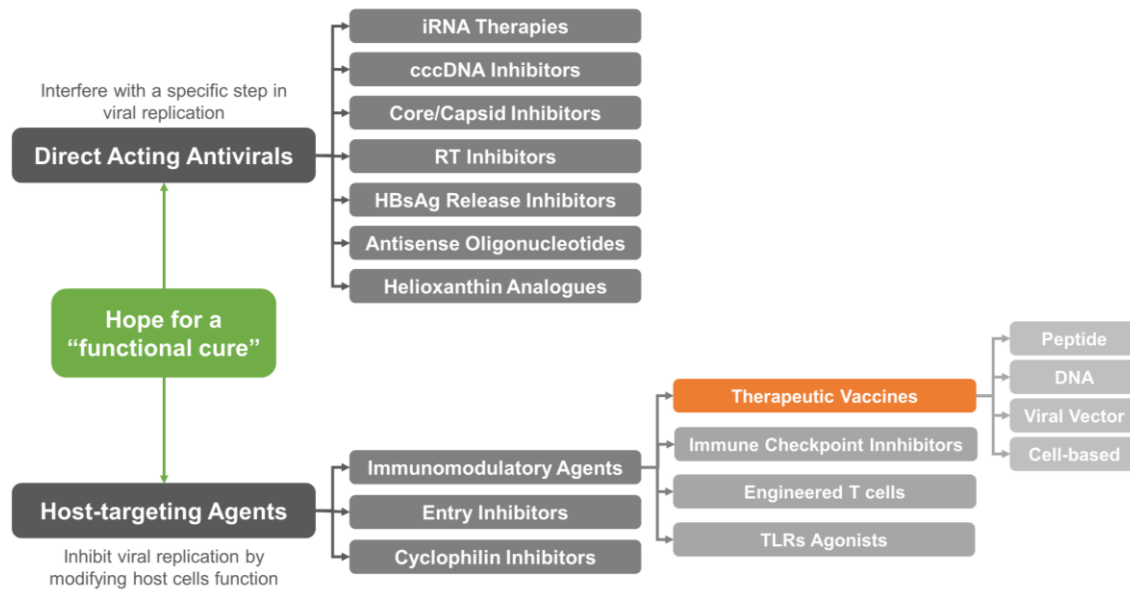 iRNA Therapies
cccDNA Inhibitors
Interfere with a specific step in
viral replication
Core/Capsid Inhibitors
Direct Acting Antivirals
RT Inhibitors
HBsAg Release Inhibitors
Antisense Oligonucleotides
Helioxanthin Analogues
Hope for a
“functional cure”
Peptide
DNA
Viral Vector
Cell-based
Therapeutic Vaccines
Immune Checkpoint Innhibitors
Engineered T cells
TLRs Agonists
Immunomodulatory Agents
Entry Inhibitors
Cyclophilin Inhibitors
Host-targeting Agents
Inhibit viral replication by
modifying host cells function